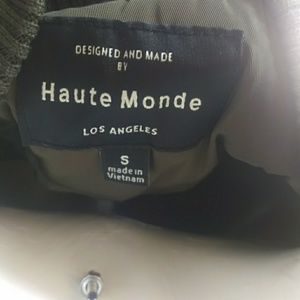 DESIGNED AND MADE
BY
Haute Monde
LOS ANGELES
S
made in
Vietnam